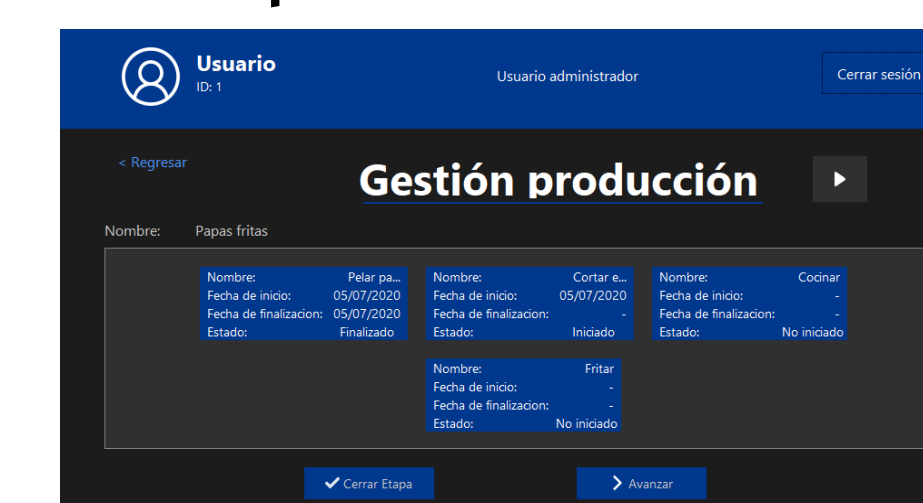 Usuario
ID: 1
Usuario administrador
Cerrar sesión
< Regresar
Gestión producción
Nombre: Papas fritas
Nombre: Pelar pa...
Fecha de inicio: 05/07/2020
Fecha de finalizacion: 05/07/2020
Estado: Finalizado
Nombre: Cortar e...
Fecha de inicio: 05/07/2020
Fecha de finalizacion: -
Estado: Iniciado
Nombre: Cocinar
Fecha de inicio: -
Fecha de finalizacion: -
Estado: No iniciado
Nombre: Fritar
Fecha de inicio: -
Fecha de finalizacion: -
Estado: No iniciado
Cerrar Etapa
Avanzar